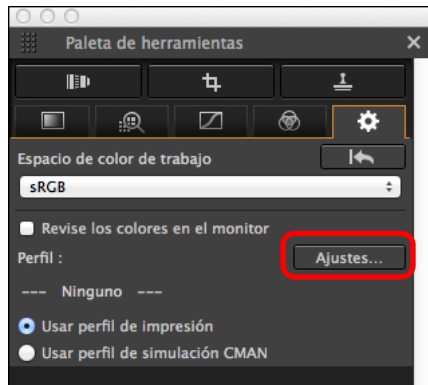 Paleta de herramientas
Espacio de color de trabajo
sRGB
Revise los colores en el monitor
Perfil :
Ajustes...
--- Ninguno ---
Usar perfil de impresión
Usar perfil de simulación CMAN